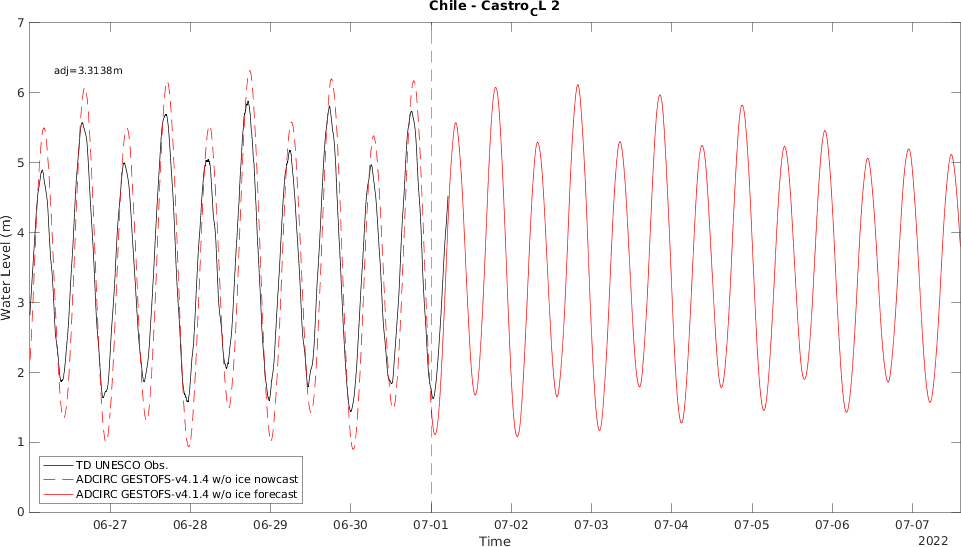 Chile - Castro_CL 2
7
adj=3.3138m
6
5
4
Water Level (m)
3
2
1
TD UNESCO Obs.
ADCIRC GESTOFS-v4.1.4 w/o ice nowcast
ADCIRC GESTOFS-v4.1.4 w/o ice forecast
0
06-27 06-28 06-29 06-30 07-01 07-02 07-03 07-04 07-05 07-06 07-07
Time
2022